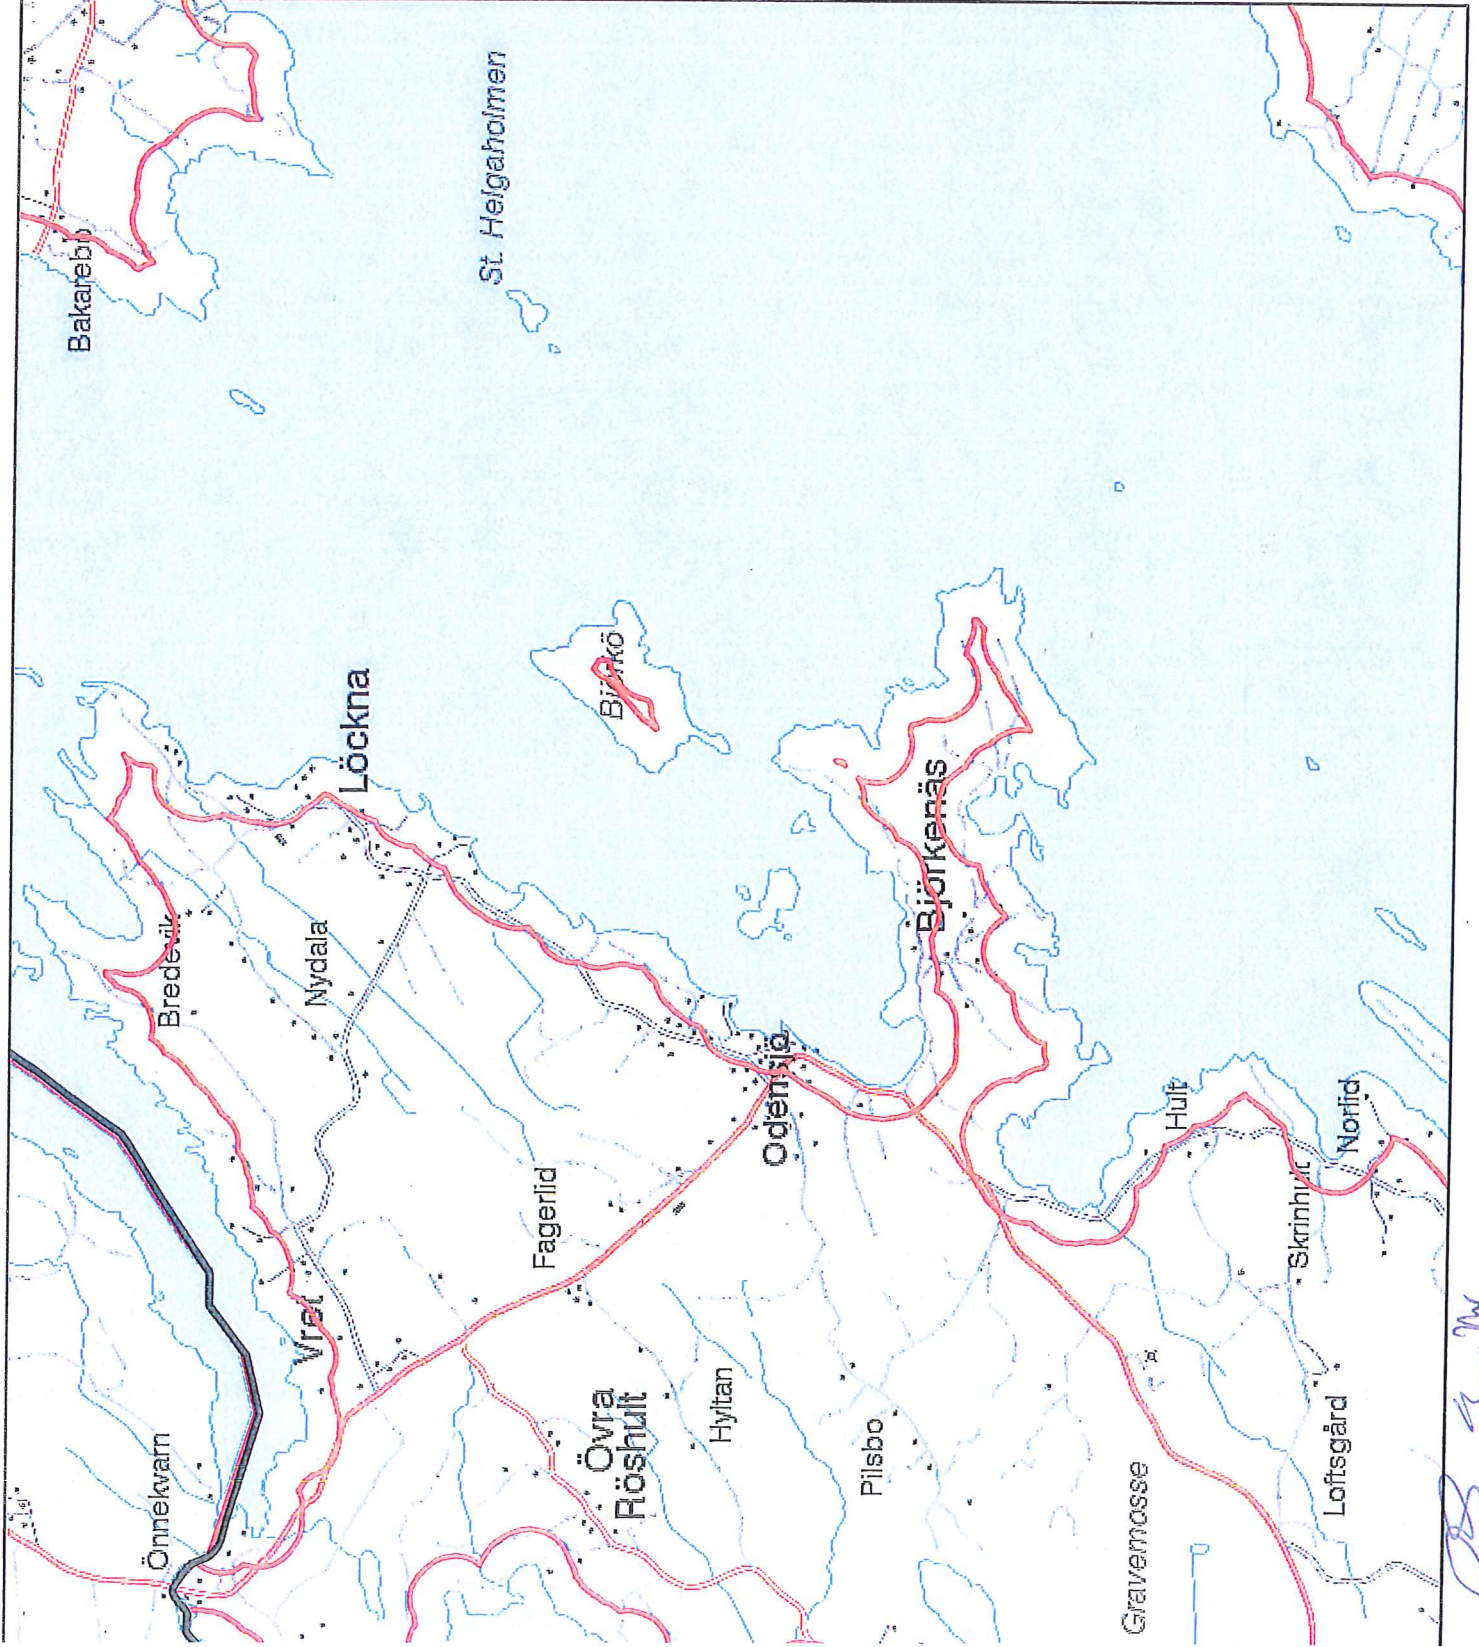 Bakarebo
Önnekvarn
Bredevik
Vret
Nydala
Löckna
St. Helgaholmen
Fagerlid
Övra
Röshult
Björkö
Hyltan
Odensjö
Pilsbo
Björkenäs
Gravemosse
Hult
Skrinhult
Loftsgård
Norlid